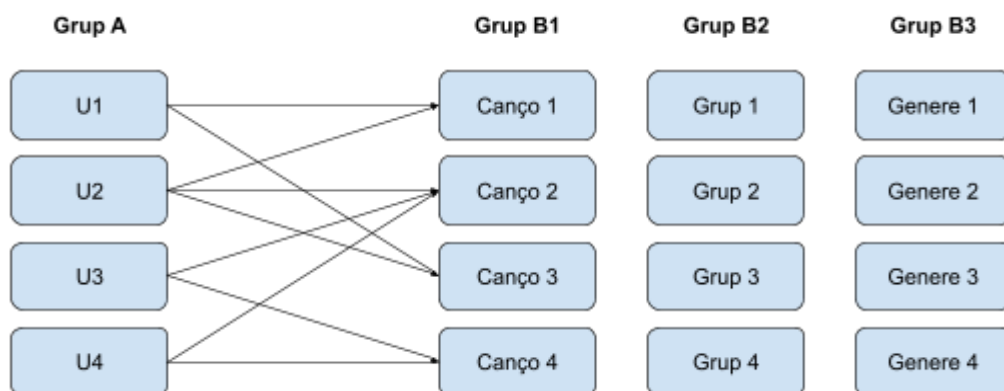 Grup A Grup B1 Grup B2 Grup B3
U1 Canço 1 Grup 1 Genere 1
U2 Canço 2 Grup 2 Genere 2
U3 Canço 3 Grup 3 Genere 3
U4 Canço 4 Grup 4 Genere 4